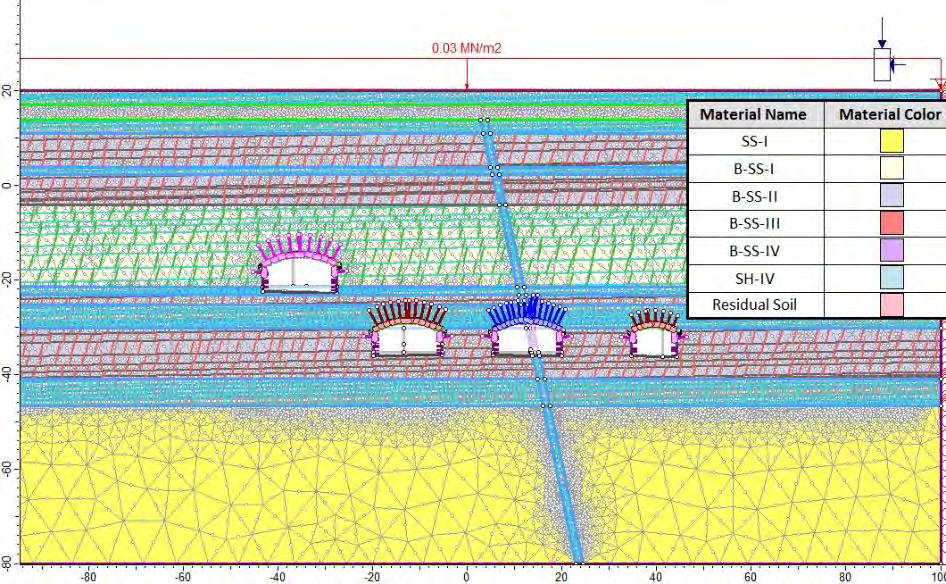 0.03 MN/m2
20
Material Name Material Color
SS-I
B-SS-I
B-SS-II
0
B-SS-III
B-SS-IV
SH-IV
20
Residual Soil
-40
-60
-80
-80 -60 -40 -20 0 20 40 60 80